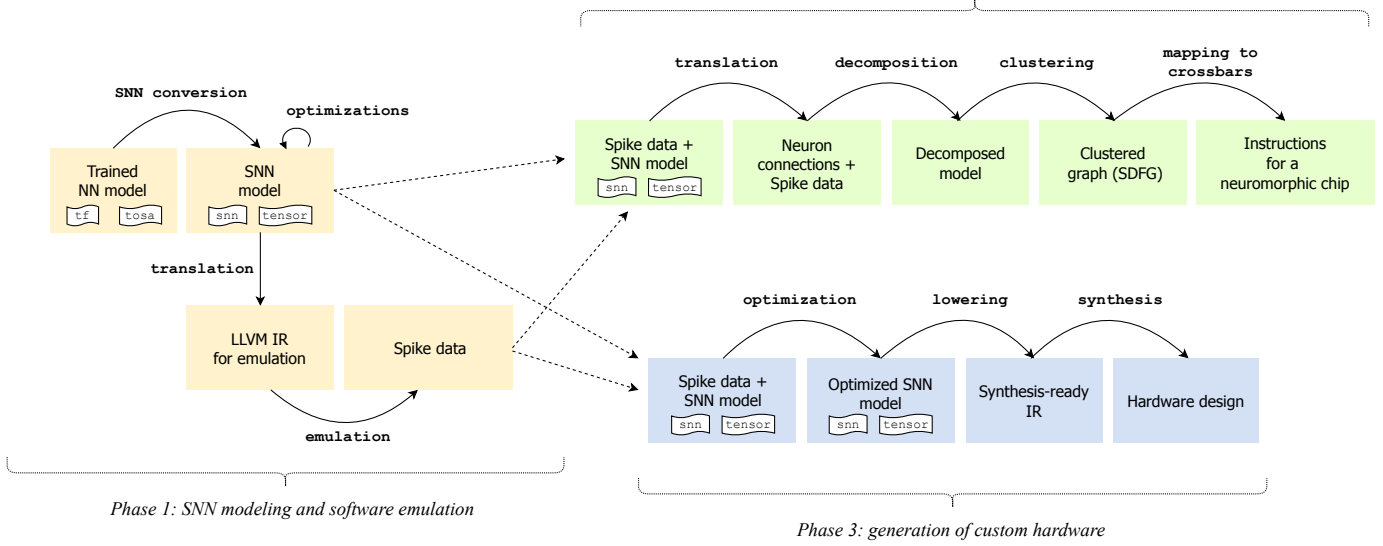 SNN conversion
optimizations
Trained
NN model
tf
tosa
SNN
model
snn
tensor
translation
LLVM IR
for emulation
Spike data
emulation
Phase 1: SNN modeling and software emulation
translation
decomposition
clustering
mapping to
crossbars
Spike data +
SNN model
snn
tensor
Neuron
connections +
Spike data
Decomposed
model
Clustered
graph (SDFG)
Instructions
for a
neuromorphic chip
optimization
lowering
synthesis
Spike data +
SNN model
snn
tensor
Optimized SNN
model
snn
tensor
Synthesis-ready
IR
Hardware design
Phase 3: generation of custom hardware